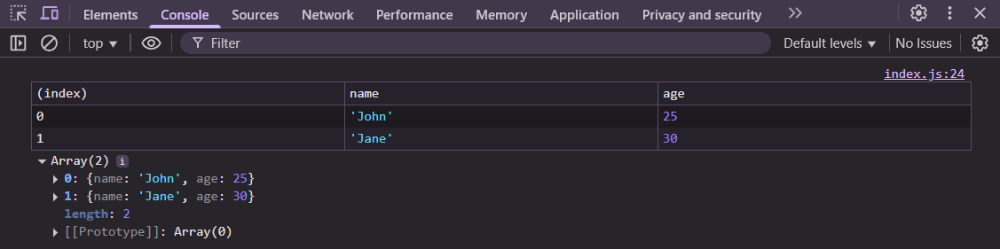 Elements Console Sources Network Performance Memory Application Privacy and security
top Filter Default levels No Issues
index.js:24
(index) name age
0 'John' 25
1 'Jane' 30
Array(2) i
0: {name: 'John', age: 25}
1: {name: 'Jane', age: 30}
length: 2
[[Prototype]]: Array(0)